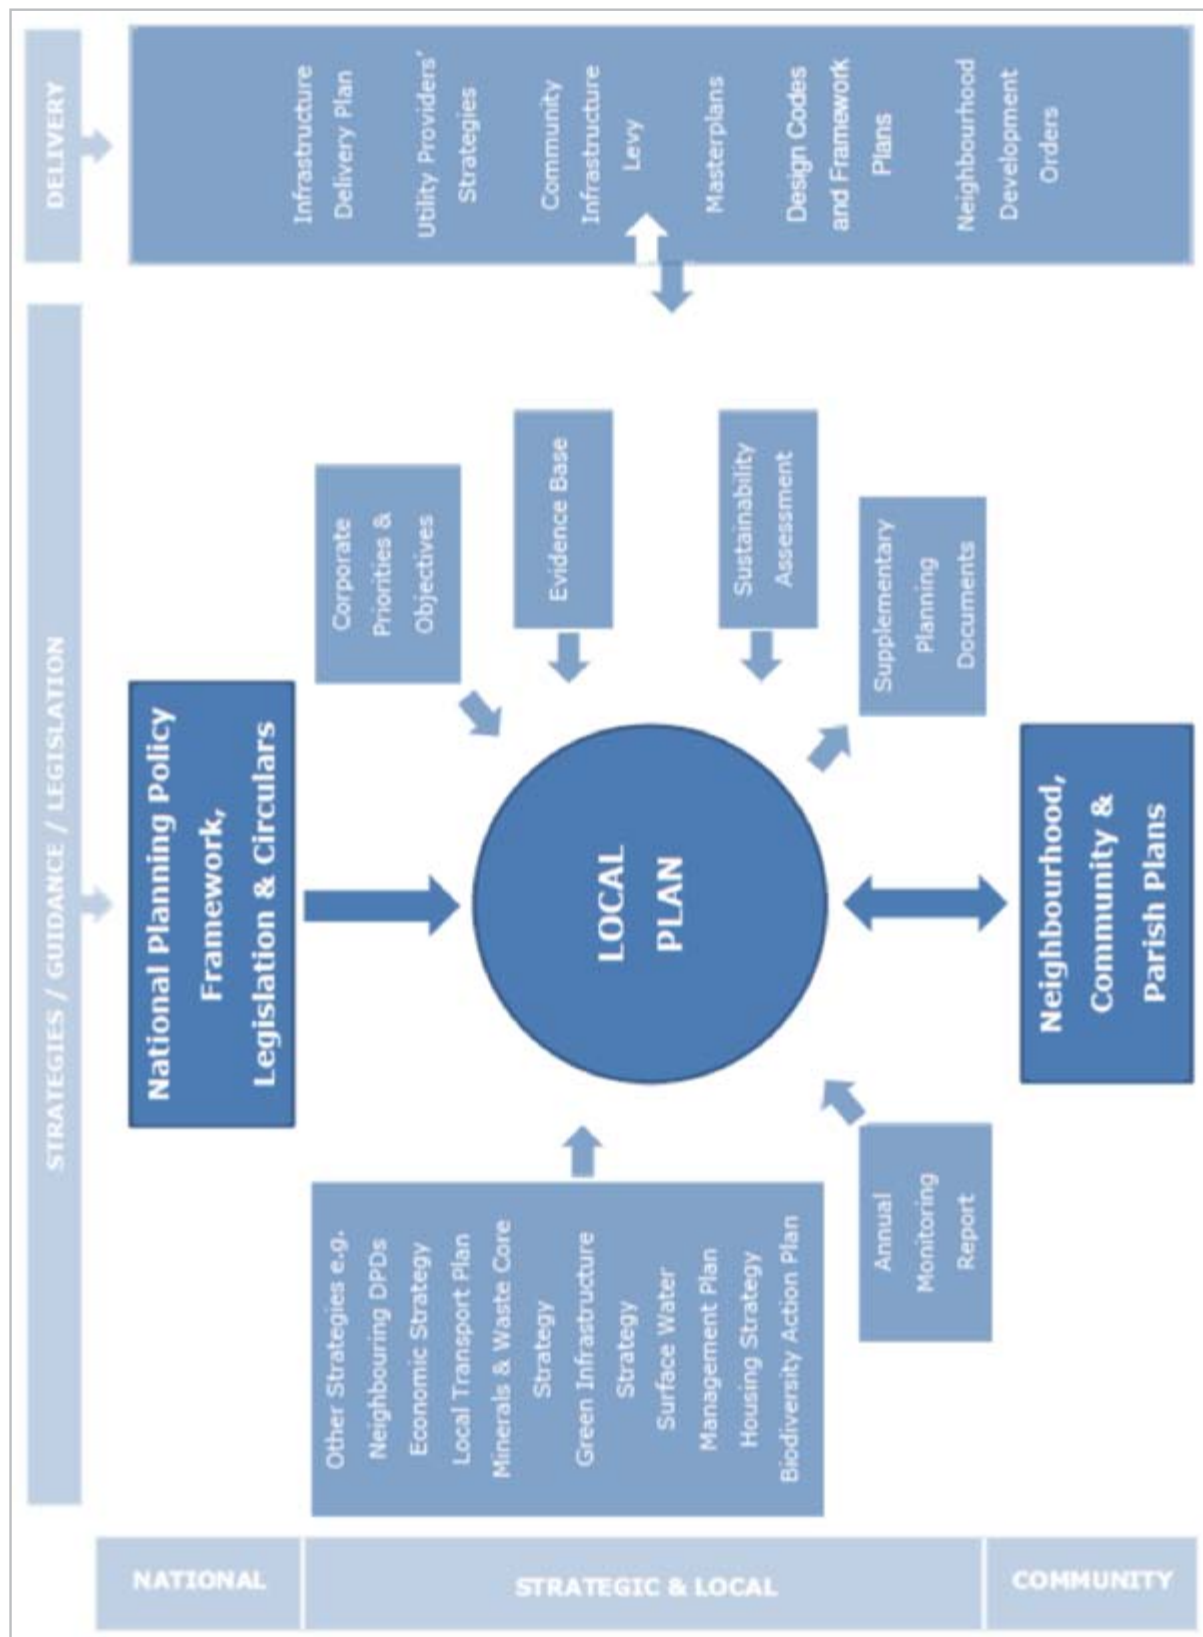 STRATEGIES / GUIDANCE / LEGISLATION
DELIVERY
NATIONAL
STRATEGIC & LOCAL
COMMUNITY
National Planning Policy
Framework,
Legislation & Circulars
Other Strategies e.g.
Neighbouring DPDs
Economic Strategy
Local Transport Plan
Minerals & Waste Core
Strategy
Green Infrastructure
Strategy
Surface Water
Management Plan
Housing Strategy
Biodiversity Action Plan
LOCAL
PLAN
Corporate
Priorities &
Objectives
Evidence Base
Sustainability
Assessment
Annual
Monitoring
Report
Supplementary
Planning
Documents
Neighbourhood,
Community &
Parish Plans
Infrastructure
Delivery Plan
Utility Providers'
Strategies
Community
Infrastructure
Levy
Masterplans
Design Codes
and Framework
Plans
Neighbourhood
Development
Orders